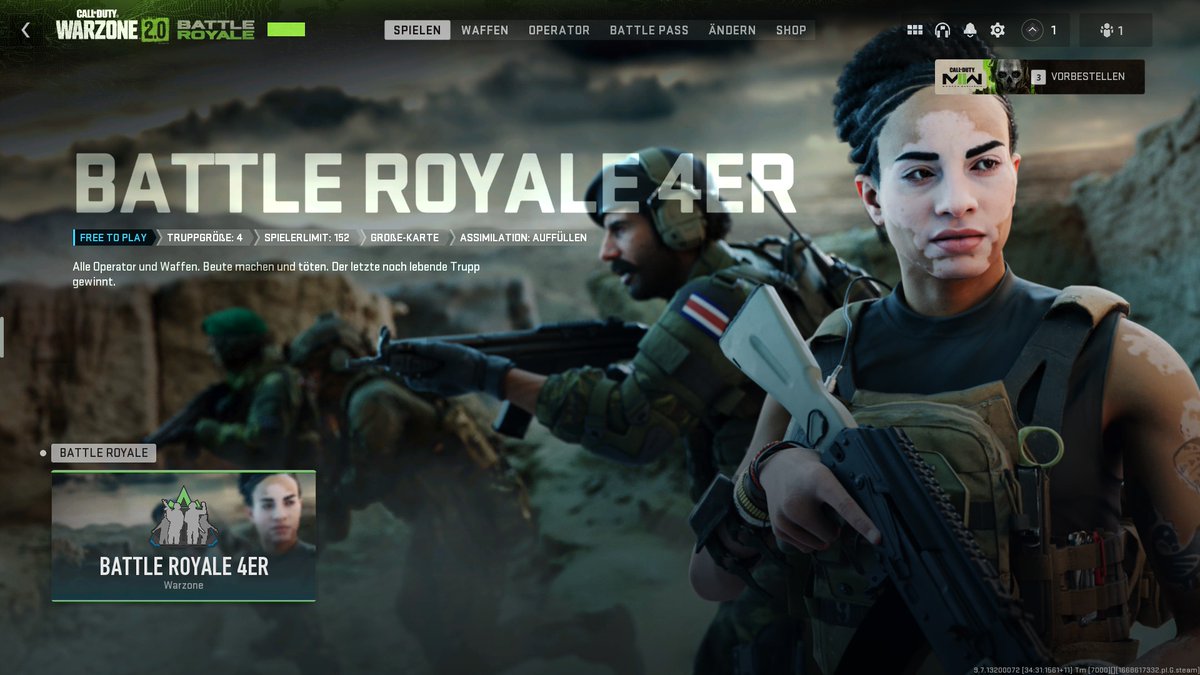 CALL OF DUTY
WARZONE 2.0 BATTLE ROYALE
SPIELEN WAFFEN OPERATOR BATTLE PASS ÄNDERN SHOP
1
1
CALL OF DUTY
MWII
3 VORBESTELLEN
BATTLE ROYALE 4ER
FREE TO PLAY TRUPPGRÖẞE: 4 SPIELERLIMIT: 152 GROẞE-KARTE ASSIMILATION: AUFFÜLLEN
Alle Operator und Waffen. Beute machen und töten. Der letzte noch lebende Trupp
gewinnt.
BATTLE ROYALE
BATTLE ROYALE 4ER
Warzone
9.7.13200072 [34:31:1561+11] Tm [7000][][1668617332.pl.G.steam]